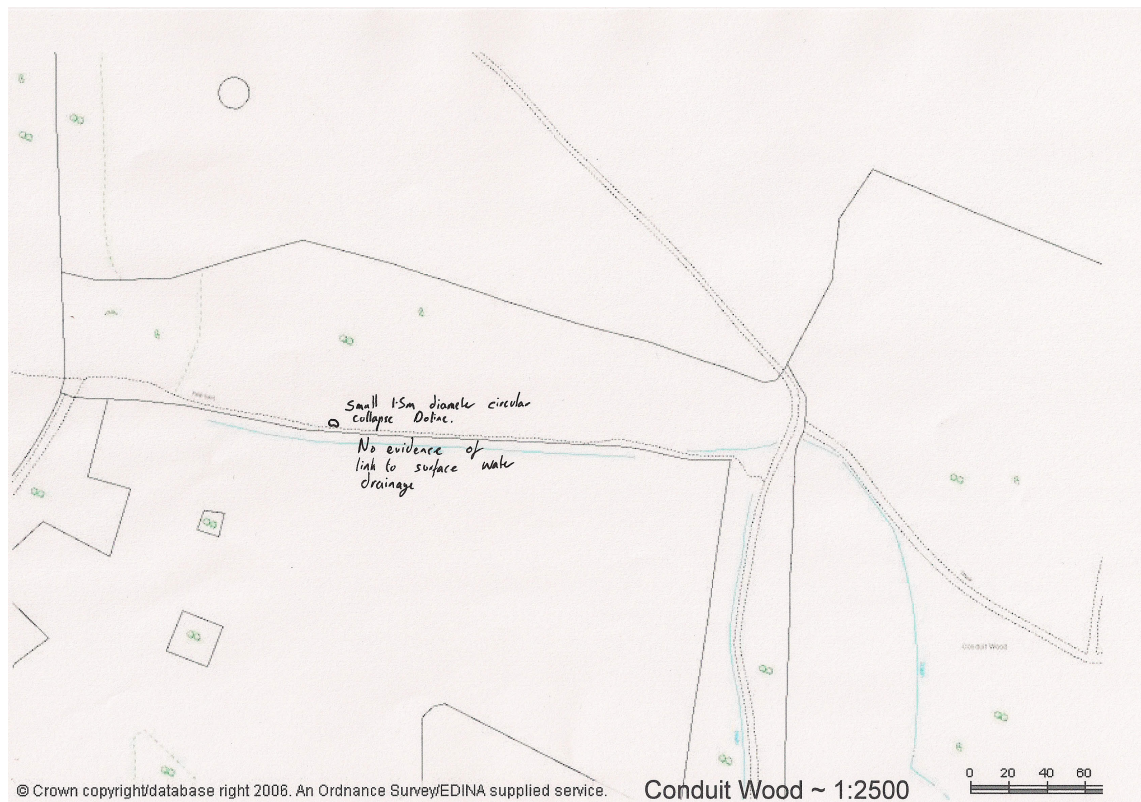 Small 1.5m diameter circular
collapse Doline.
No evidence of
link to surface water
drainage
Conduit Wood
© Crown copyright/database right 2006. An Ordnance Survey/EDINA supplied service.
Conduit Wood ~ 1:2500
0 20 40 60